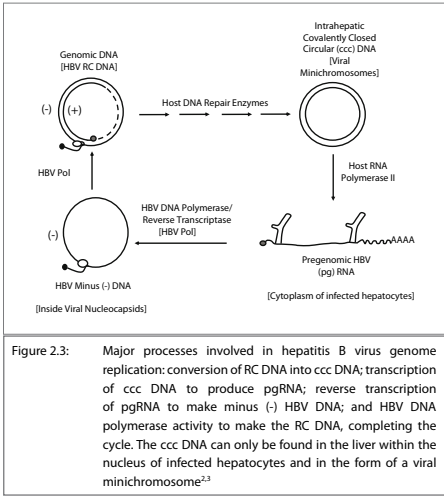 Genomic DNA
[HBV RC DNA]
Intrahepatic
Covalently Closed
Circular (ccc) DNA
[Viral
Minichromosomes]
(-)
(+)
Host DNA Repair Enzymes
HBV Pol
Host RNA
Polymerase II
HBV DNA Polymerase/
Reverse Transcriptase
[HBV Pol]
(-)
AAAA
HBV Minus (-) DNA
Pregenomic HBV
(pg) RNA
[Inside Viral Nucleocapsids]
[Cytoplasm of infected hepatocytes]
Figure 2.3: Major processes involved in hepatitis B virus genome
replication: conversion of RC DNA into ccc DNA; transcription
of ccc DNA to produce pgRNA; reverse transcription
of pgRNA to make minus (-) HBV DNA; and HBV DNA
polymerase activity to make the RC DNA, completing the
cycle. The ccc DNA can only be found in the liver within the
nucleus of infected hepatocytes and in the form of a viral
minichromosome2,3